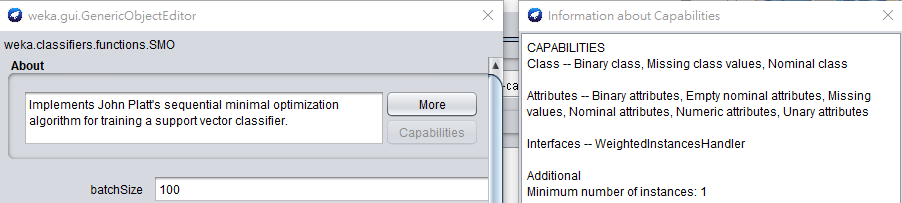 weka.gui.GenericObjectEditor
weka.classifiers.functions.SMO
About
Implements John Platt's sequential minimal optimization
algorithm for training a support vector classifier.
More
Capabilities
batchSize
100
Information about Capabilities
CAPABILITIES
Class -- Binary class, Missing class values, Nominal class
Attributes -- Binary attributes, Empty nominal attributes, Missing
values, Nominal attributes, Numeric attributes, Unary attributes
Interfaces -- WeightedInstancesHandler
Additional
Minimum number of instances: 1